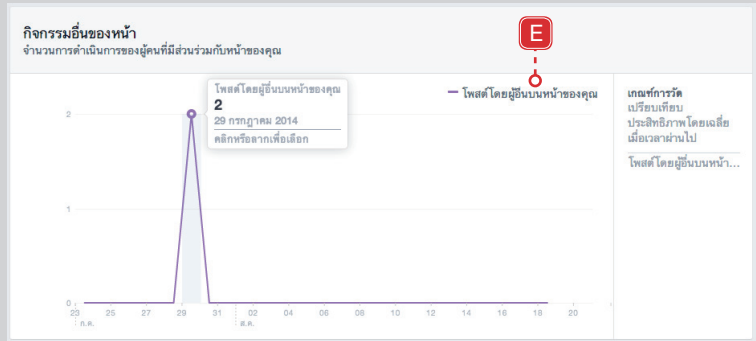 กิจกรรมอื่นของหน้า
จำนวนการดำเนินการของผู้คนที่มีส่วนร่วมกับหน้าของคุณ
E
โพสต์โดยผู้อื่นบนหน้าของคุณ
2
29 กรกฎาคม 2014
คลิกหรือลากเพื่อเลือก
โพสต์โดยผู้อื่นบนหน้าของคุณ
เกณฑ์การวัด
เปรียบเทียบ
ประสิทธิภาพโดยเฉลี่ย
เมื่อเวลาผ่านไป
โพสต์โดยผู้อื่นบนหน้า...
2
1
0
23 25 27 29 31 02 04 06 08 10 12 14 16 18 20
ก.ค. ส.ค.